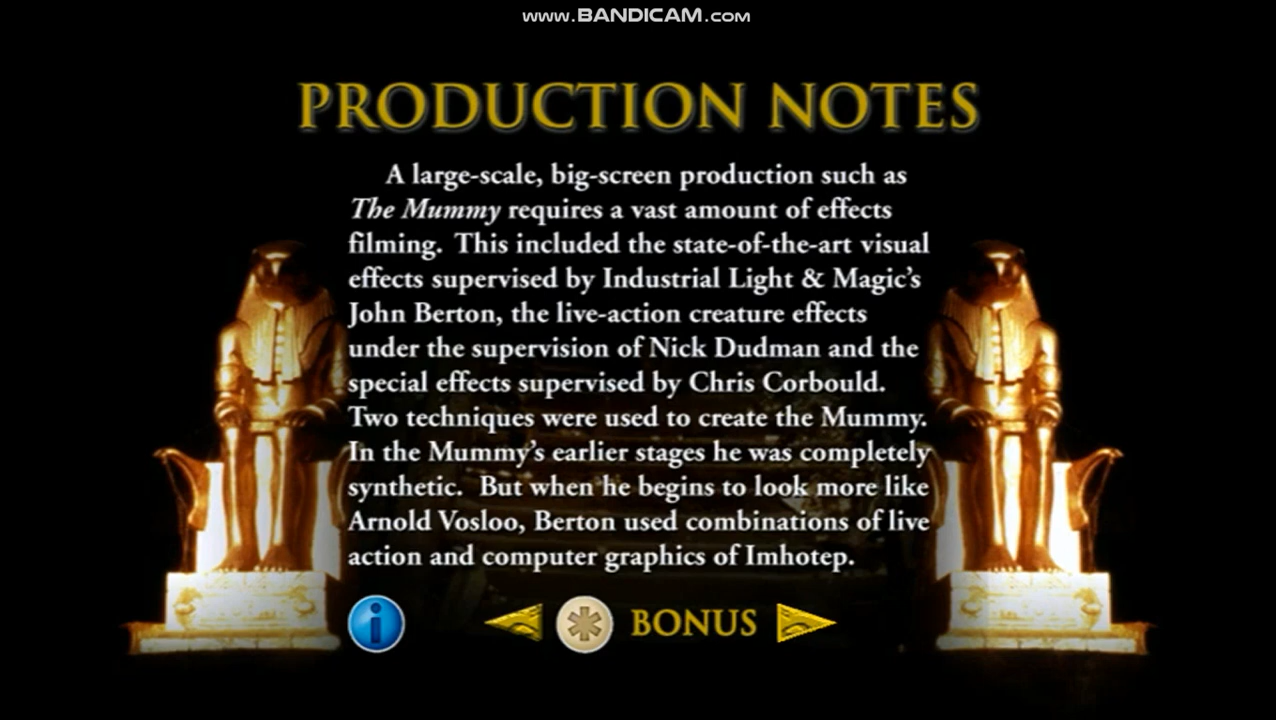 www.BANDICAM.com
PRODUCTION NOTES
A large-scale, big-screen production such as
The Mummy requires a vast amount of effects
filming. This included the state-of-the-art visual
effects supervised by Industrial Light & Magic's
John Berton, the live-action creature effects
under the supervision of Nick Dudman and the
special effects supervised by Chris Corbould.
Two techniques were used to create the Mummy.
In the Mummy's earlier stages he was completely
synthetic. But when he begins to look more like
Arnold Vosloo, Berton used combinations of live
action and computer graphics of Imhotep.
i * BONUS